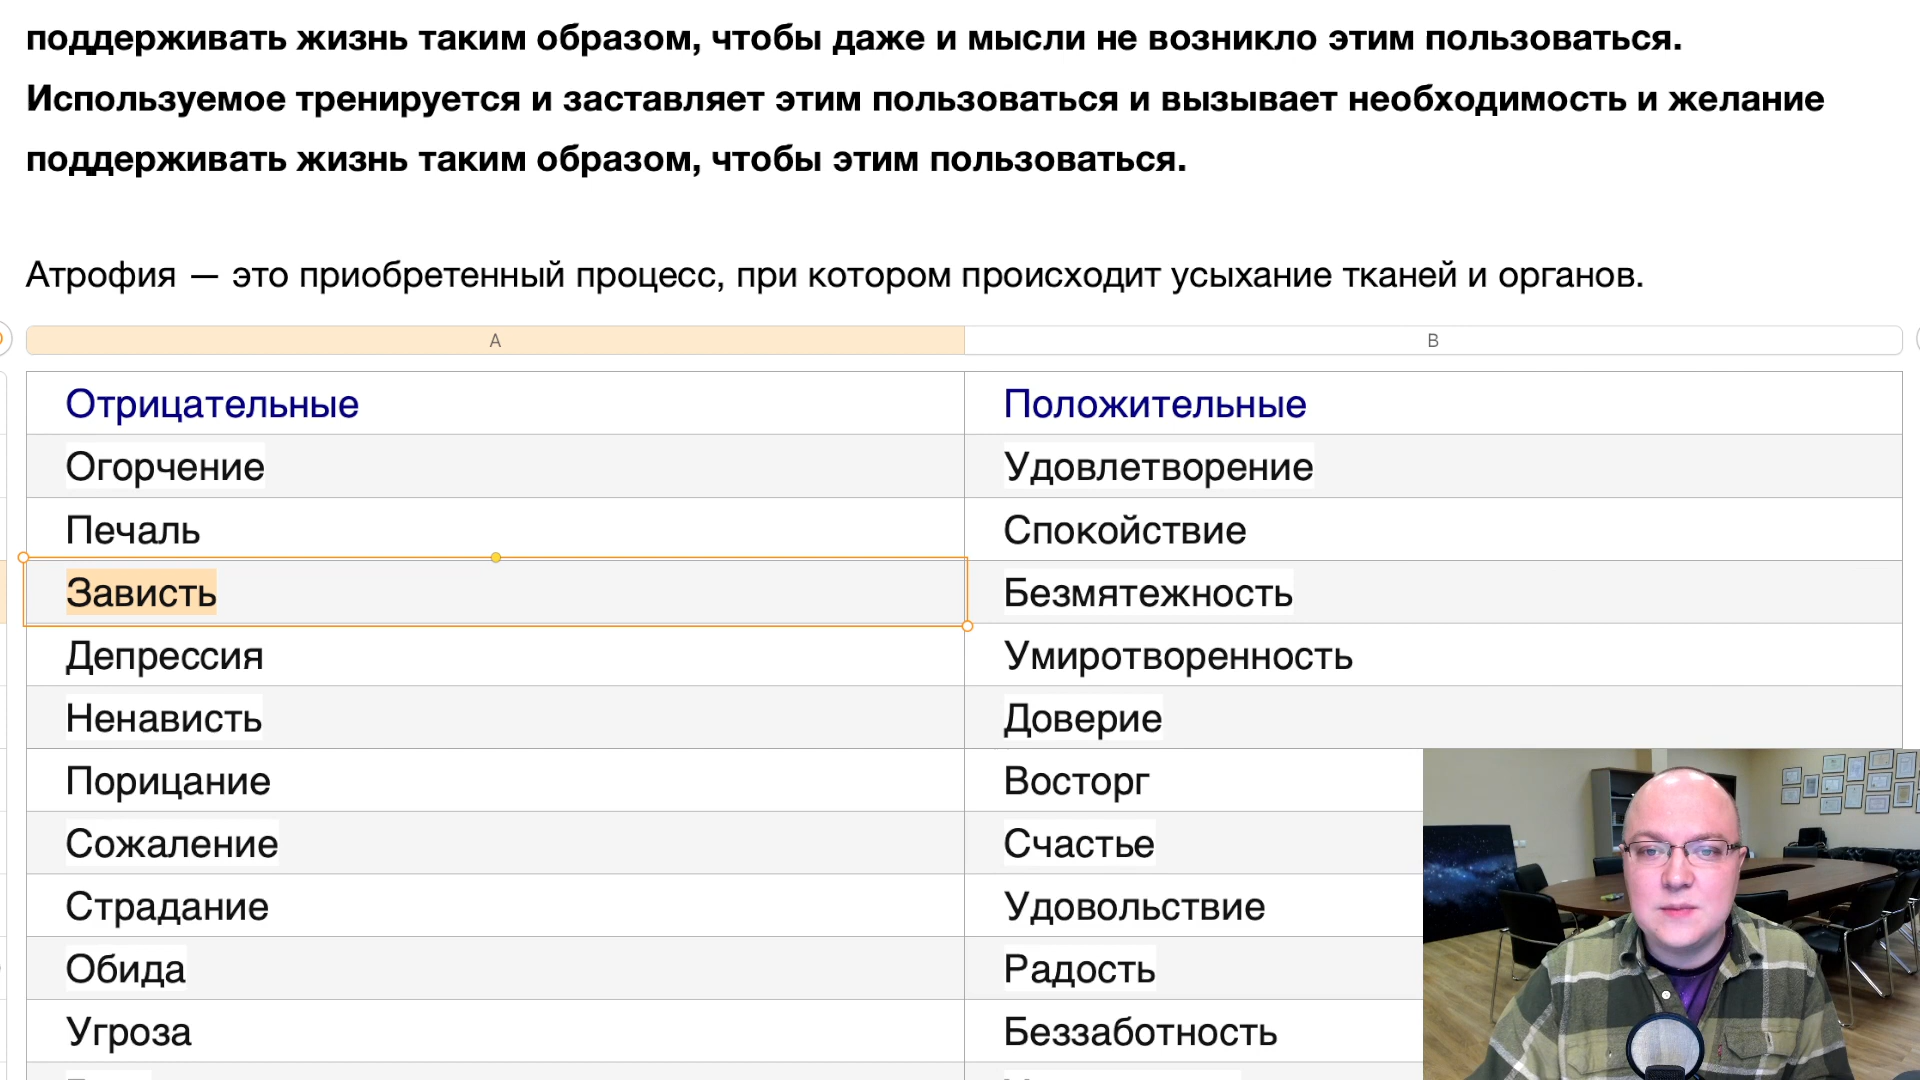 поддерживать жизнь таким образом, чтобы даже и мысли не возникло этим пользоваться.
Используемое тренируется и заставляет этим пользоваться и вызывает необходимость и желание
поддерживать жизнь таким образом, чтобы этим пользоваться.
Атрофия — это приобретенный процесс, при котором происходит усыхание тканей и органов.
A B
Отрицательные Положительные
Огорчение Удовлетворение
Печаль Спокойствие
Зависть Безмятежность
Депрессия Умиротворенность
Ненависть Доверие
Порицание Восторг
Сожаление Счастье
Страдание Удовольствие
Обида Радость
Угроза Беззаботность